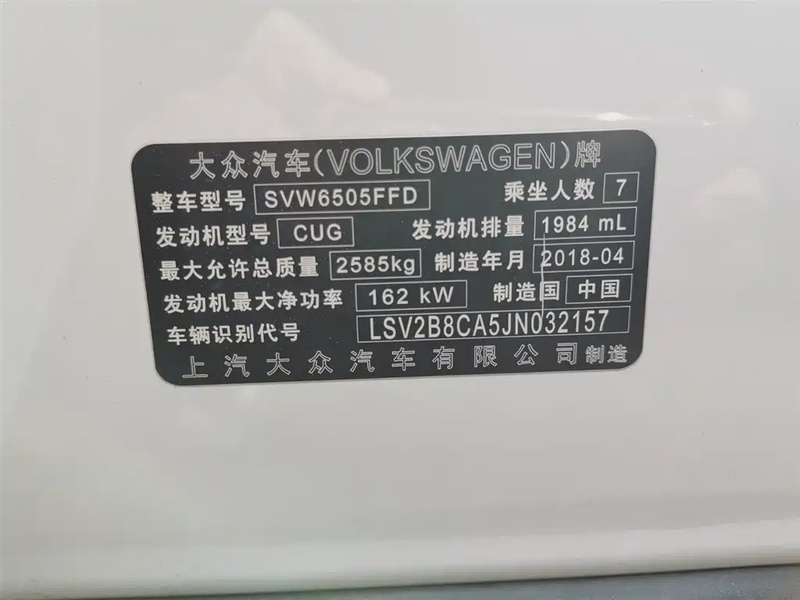 大众汽车(VOLKSWAGEN)牌
整车型号 SVW6505FFD 乘坐人数 7
发动机型号 CUG 发动机排量 1984 mL
最大允许总质量 2585kg 制造年月 2018-04
发动机最大净功率 162 kW 制造国 中国
车辆识别代号 LSV2B8CA5JN032157
上汽大众汽车有限公司制造